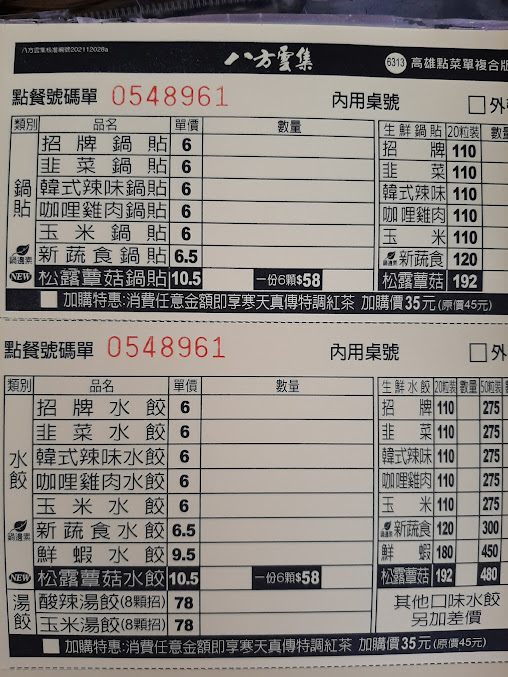 八方雲集核准編號202112028a
八方雲集
6313 高雄點菜單複合版
點餐號碼單 0548961 內用桌號 □外
類別 品名 單價 數量 生鮮鍋貼 20粒裝 數量
鍋貼
招牌鍋貼 6 招牌 110
韭菜鍋貼 6 韭菜 110
韓式辣味鍋貼 6 韓式辣味 110
咖哩雞肉鍋貼 6 咖哩雞肉 110
玉米鍋貼 6 玉米 110
鍋邊素 新蔬食鍋貼 6.5 鍋邊素 新蔬食 120
NEW 松露蕈菇鍋貼 10.5 一份6顆$58 松露蕈菇 192
□加購特惠:消費任意金額即享寒天真傳特調紅茶 加購價35元(原價45元)
點餐號碼單 0548961 內用桌號 □外
類別 品名 單價 數量 生鮮水餃 20粒裝 數量 50粒裝
水餃
招牌水餃 6 招牌 110 275
韭菜水餃 6 韭菜 110 275
韓式辣味水餃 6 韓式辣味 110 275
咖哩雞肉水餃 6 咖哩雞肉 110 275
玉米水餃 6 玉米 110 275
鍋邊素 新蔬食水餃 6.5 鍋邊素 新蔬食 120 300
鮮蝦水餃 9.5 鮮蝦 180 450
NEW 松露蕈菇水餃 10.5 一份6顆$58 松露蕈菇 192 480
湯餃
酸辣湯餃(8顆招) 78 其他口味水餃
玉米湯餃(8顆招) 78 另加差價
□加購特惠:消費任意金額即享寒天真傳特調紅茶 加購價35元(原價45元)